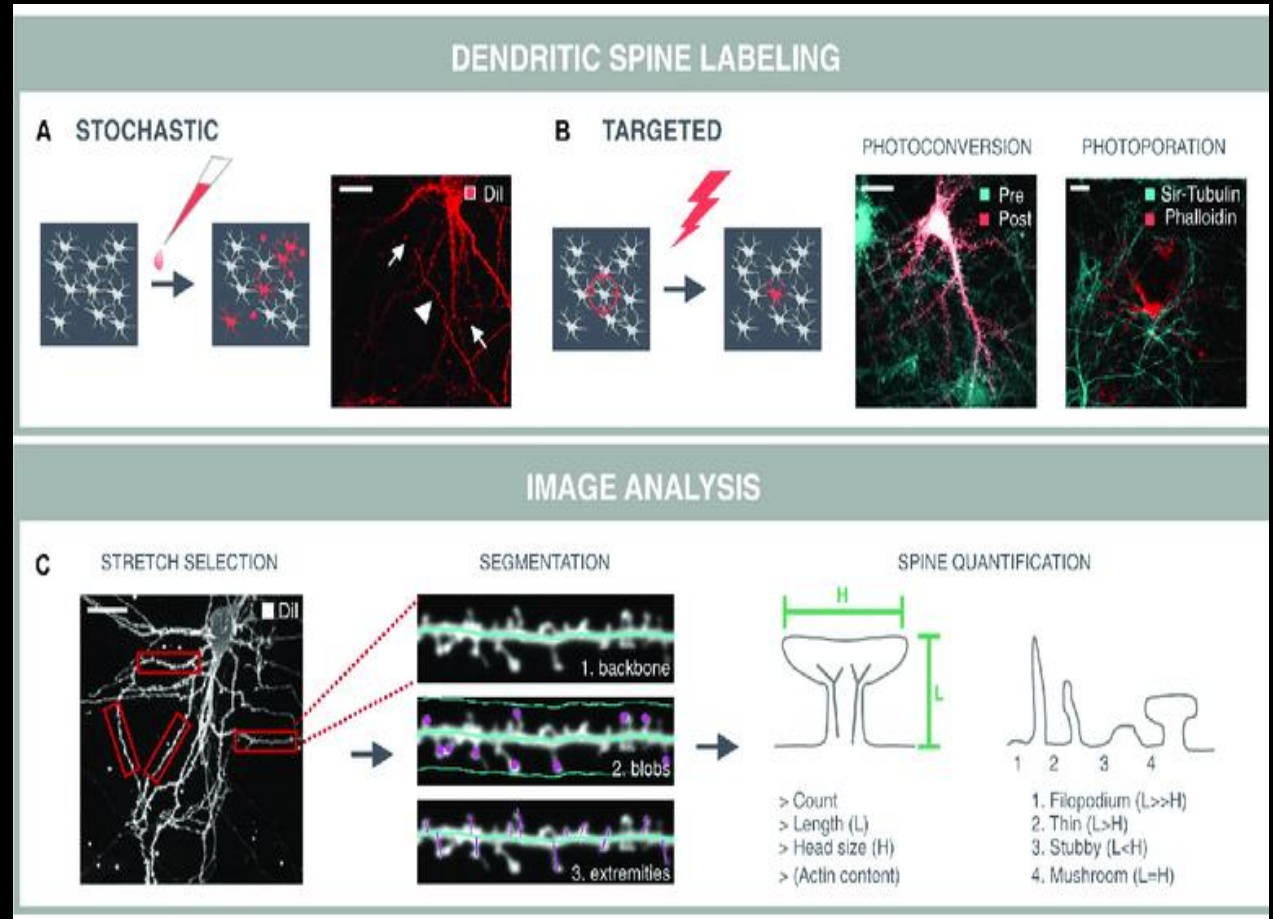 DENDRITIC SPINE LABELING
A STOCHASTIC
DiI
B TARGETED
PHOTOCONVERSION
Pre
Post
PHOTOPORATION
Sir-Tubulin
Phalloidin
IMAGE ANALYSIS
C STRETCH SELECTION
DiI
SEGMENTATION
1. backbone
2. blobs
3. extremities
SPINE QUANTIFICATION
H
L
> Count
> Length (L)
> Head size (H)
> (Actin content)
1 2 3 4
1. Filopodium (L>>H)
2. Thin (L>H)
3. Stubby (L<H)
4. Mushroom (L=H)